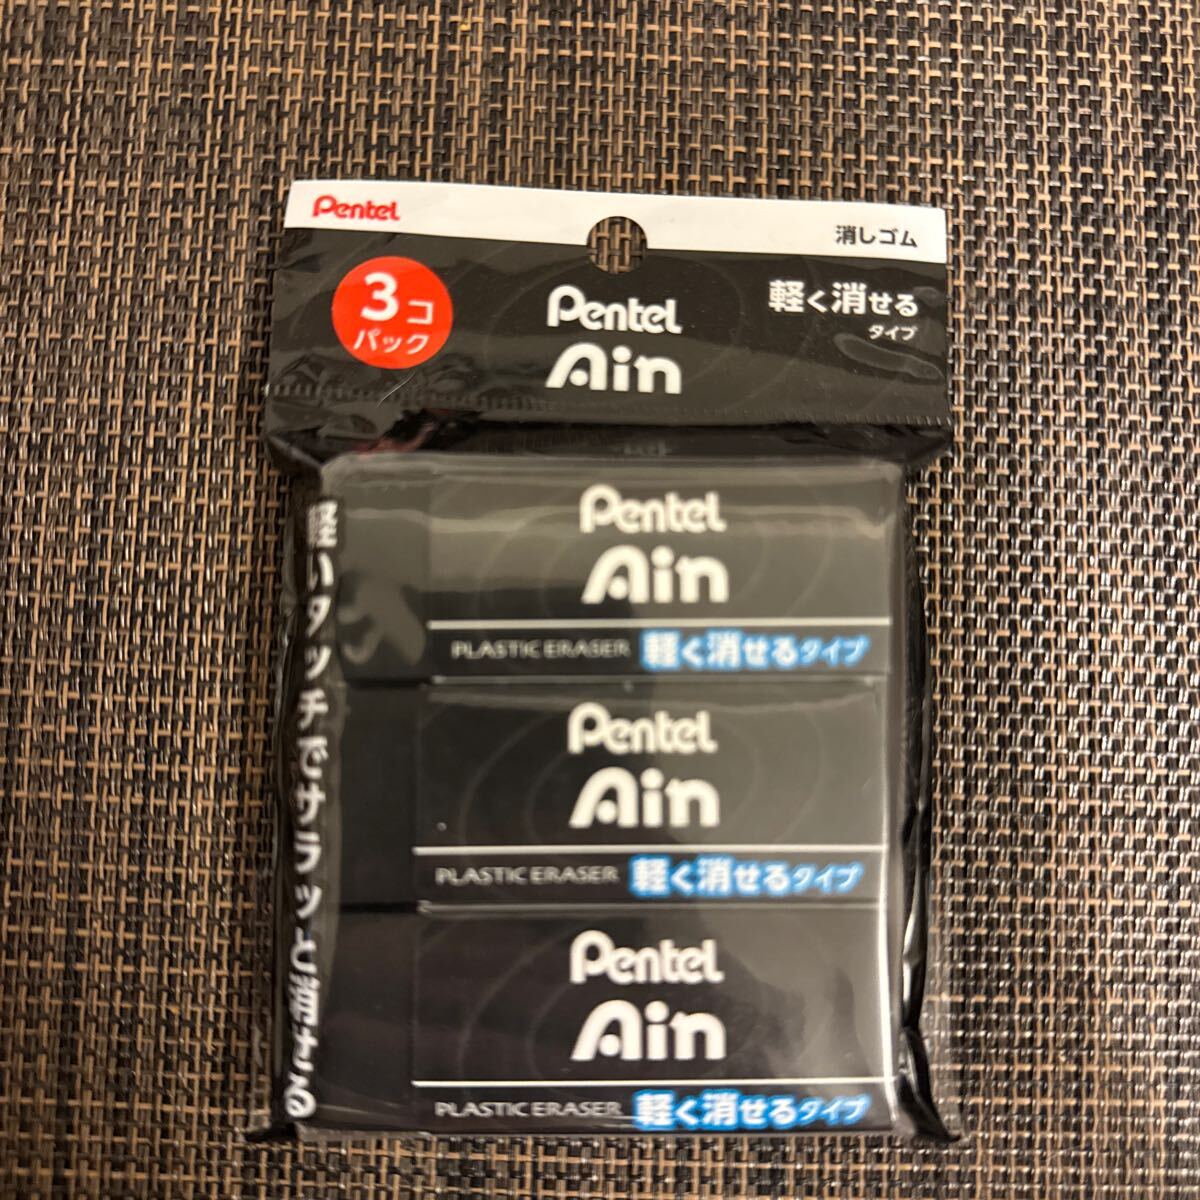 Pentel
消しゴム
3コ
パック
Pentel
Ain
軽く消せる
タイプ
軽いタッチでサラッと消せる
Pentel
Ain
PLASTIC ERASER 軽く消せるタイプ
Pentel
Ain
PLASTIC ERASER 軽く消せるタイプ
Pentel
Ain
PLASTIC ERASER 軽く消せるタイプ